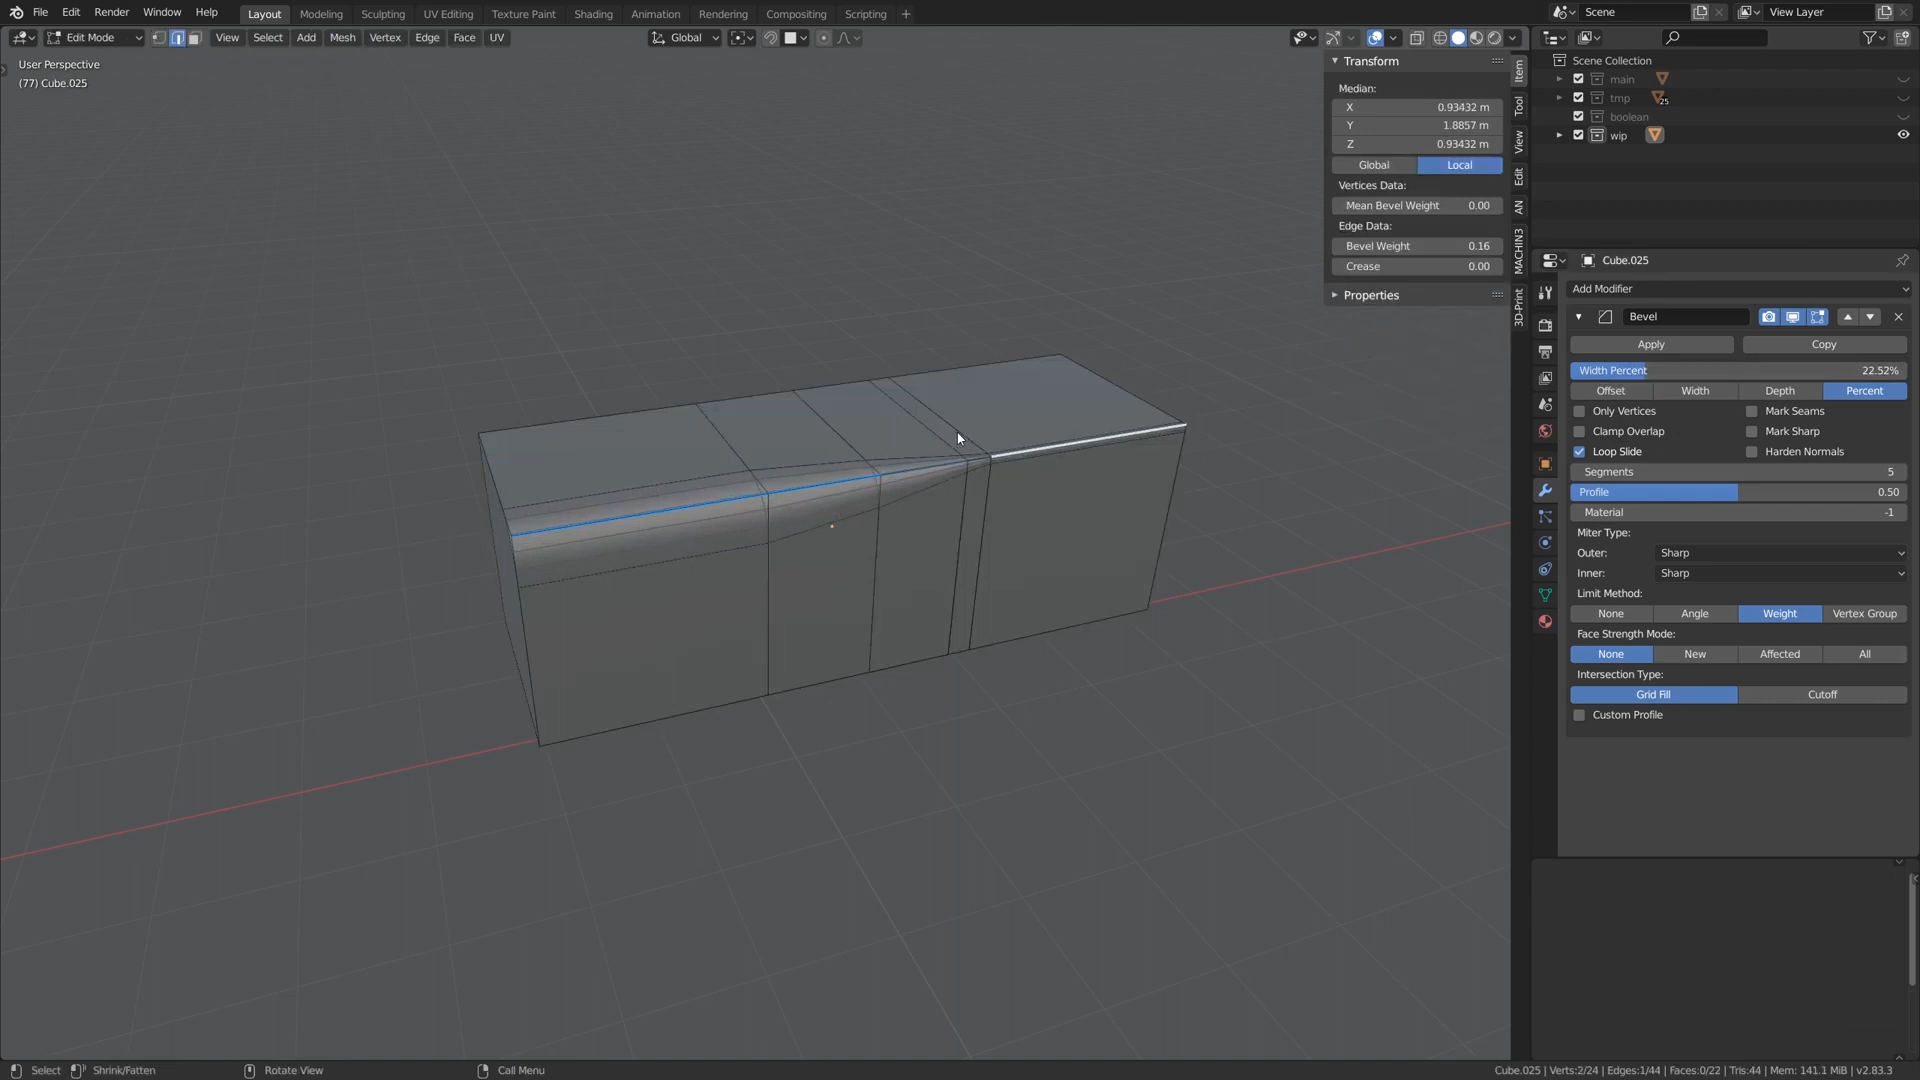 File Edit Render Window Help Layout Modeling Sculpting UV Editing Texture Paint Shading Animation Rendering Compositing Scripting + Scene View Layer
Edit Mode View Select Add Mesh Vertex Edge Face UV Global
User Perspective
(77) Cube.025
Transform
Median:
X 0.93432 m
Y 1.8857 m
Z 0.93432 m
Global Local
Vertices Data:
Mean Bevel Weight 0.00
Edge Data:
Bevel Weight 0.16
Crease 0.00
Properties
Item
Tool
View
Edit
AN
MACHIN3
3D-Print
Scene Collection
main
tmp 25
boolean
wip
Cube.025
Add Modifier
Bevel
Apply Copy
Width Percent 22.52%
Offset Width Depth Percent
Only Vertices Mark Seams
Clamp Overlap Mark Sharp
Loop Slide Harden Normals
Segments 5
Profile 0.50
Material -1
Miter Type:
Outer: Sharp
Inner: Sharp
Limit Method:
None Angle Weight Vertex Group
Face Strength Mode:
None New Affected All
Intersection Type:
Grid Fill Cutoff
Custom Profile
Select Shrink/Fatten Rotate View Call Menu Cube.025 | Verts:2/24 | Edges:1/44 | Faces:0/22 | Tris:44 | Mem: 141.1 MiB | v2.83.3